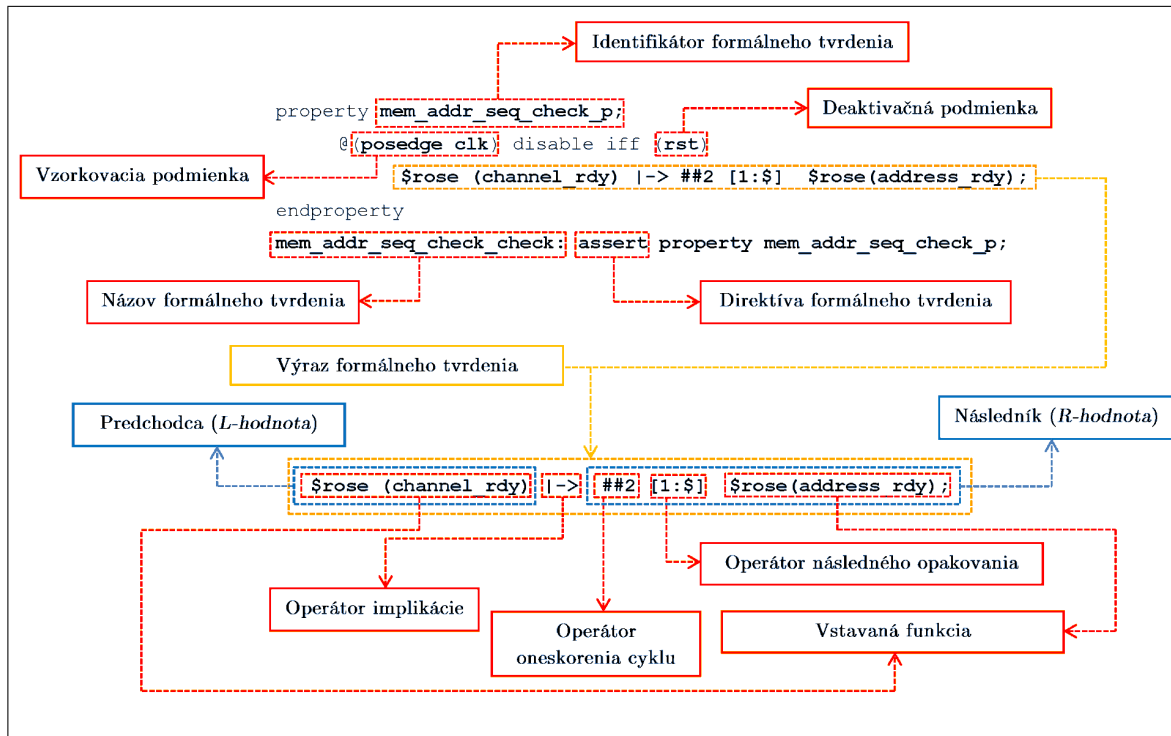 Identifikátor formálneho tvrdenia
Deaktivačná podmienka
property mem_addr_seq_check_p;
@(posedge clk) disable iff (rst)
Vzorkovacia podmienka
$rose (channel_rdy) |-> ##2 [1:$] $rose(address_rdy);
endproperty
mem_addr_seq_check_check: assert property mem_addr_seq_check_p;
Názov formálneho tvrdenia
Direktíva formálneho tvrdenia
Výraz formálneho tvrdenia
Predchodca (L-hodnota)
Následník (R-hodnota)
$rose (channel_rdy) |-> ##2 [1:$] $rose(address_rdy);
Operátor následného opakovania
Operátor implikácie
Operátor
oneskorenia cyklu
Vstavaná funkcia